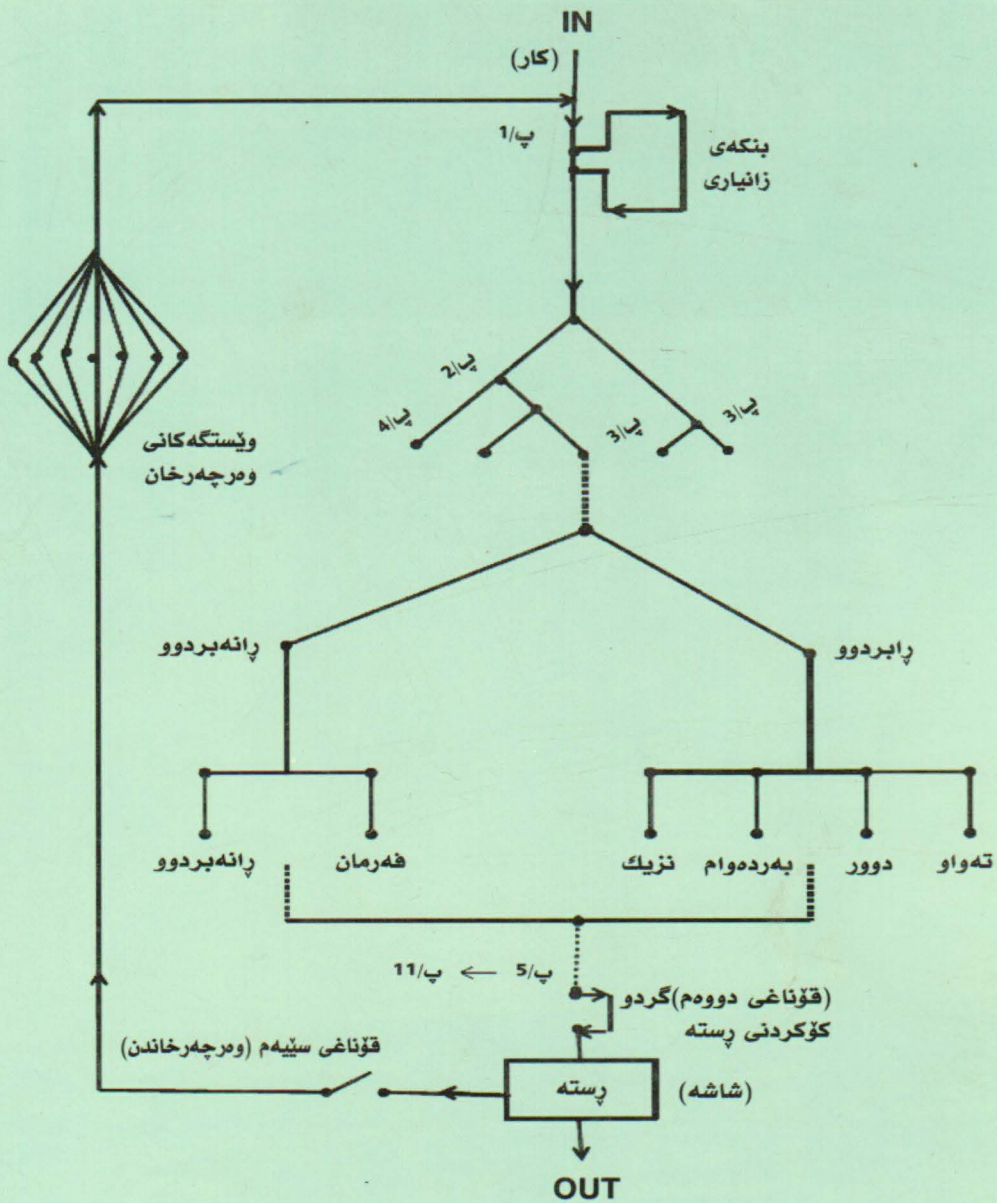 IN
(کار)
پ/1
بنکەی
زانیاری
پ/2
پ/4
پ/3
پ/3
وێستگەکانی
وەرچەرخان
ڕانەبردوو
ڕابردوو
ڕانەبردوو
فەرمان
نزیك
بەردەوام
دوور
تەواو
پ/5 ← پ/11
(قۆناغی دووەم)گردو
کۆکردنی ڕستە
قۆناغی سێیەم (وەرچەرخاندن)
ڕستە
(شاشە)
OUT